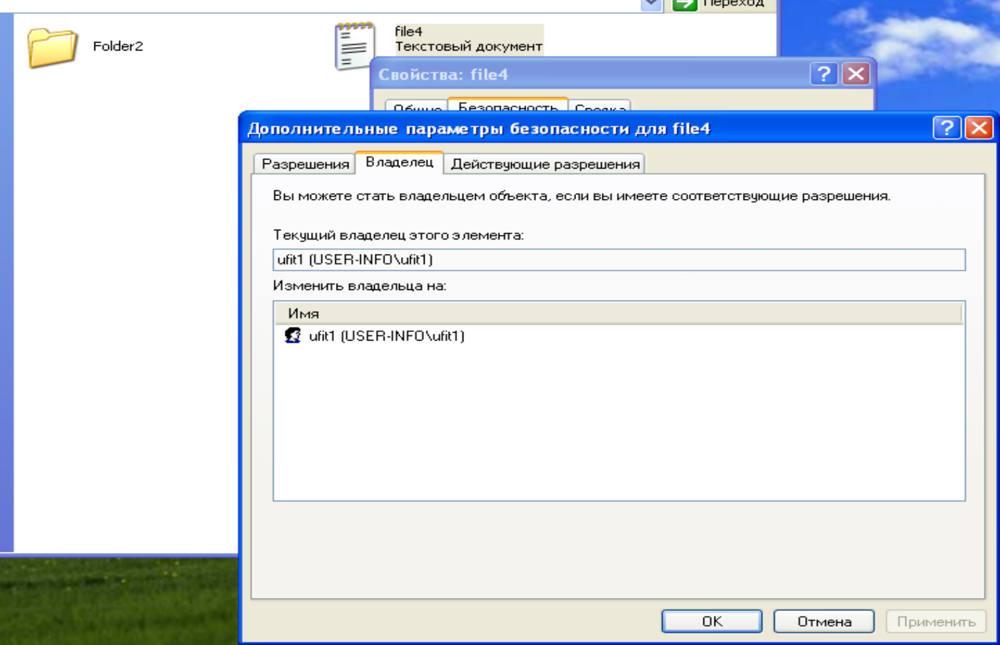 Переход
Folder2
file4
Текстовый документ
Свойства: file4
Общие Безопасность Сводка
Дополнительные параметры безопасности для file4
Разрешения Владелец Действующие разрешения
Вы можете стать владельцем объекта, если вы имеете соответствующие разрешения.
Текущий владелец этого элемента:
ufit1 (USER-INFO\ufit1)
Изменить владельца на:
Имя
ufit1 (USER-INFO\ufit1)
OK Отмена Применить